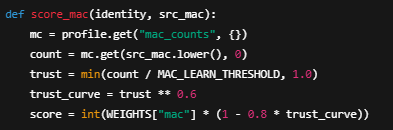 def score_mac(identity, src_mac):
    mc = profile.get("mac_counts", {})
    count = mc.get(src_mac.lower(), 0)
    trust = min(count / MAC_LEARN_THRESHOLD, 1.0)
    trust_curve = trust ** 0.6
    score = int(WEIGHTS["mac"] * (1 - 0.8 * trust_curve))